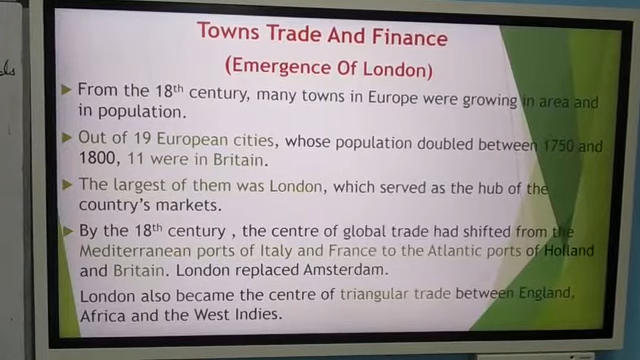 Towns Trade And Finance
(Emergence Of London)
From the 18th century, many towns in Europe were growing in area and
in population.
Out of 19 European cities, whose population doubled between 1750 and
1800, 11 were in Britain.
The largest of them was London, which served as the hub of the
country's markets.
By the 18th century , the centre of global trade had shifted from the
Mediterranean ports of Italy and France to the Atlantic ports of Holland
and Britain. London replaced Amsterdam.
London also became the centre of triangular trade between England,
Africa and the West Indies.